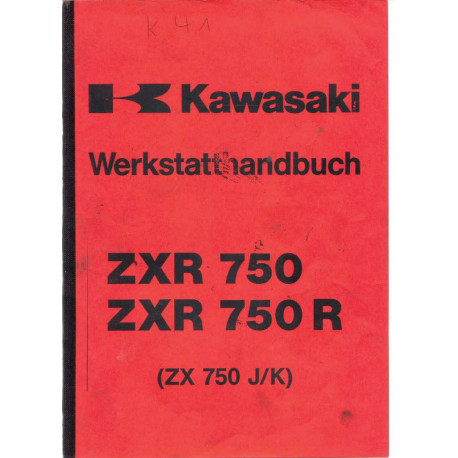 K 41
Kawasaki
Werkstatthandbuch
ZXR 750
ZXR 750 R
(ZX 750 J/K)